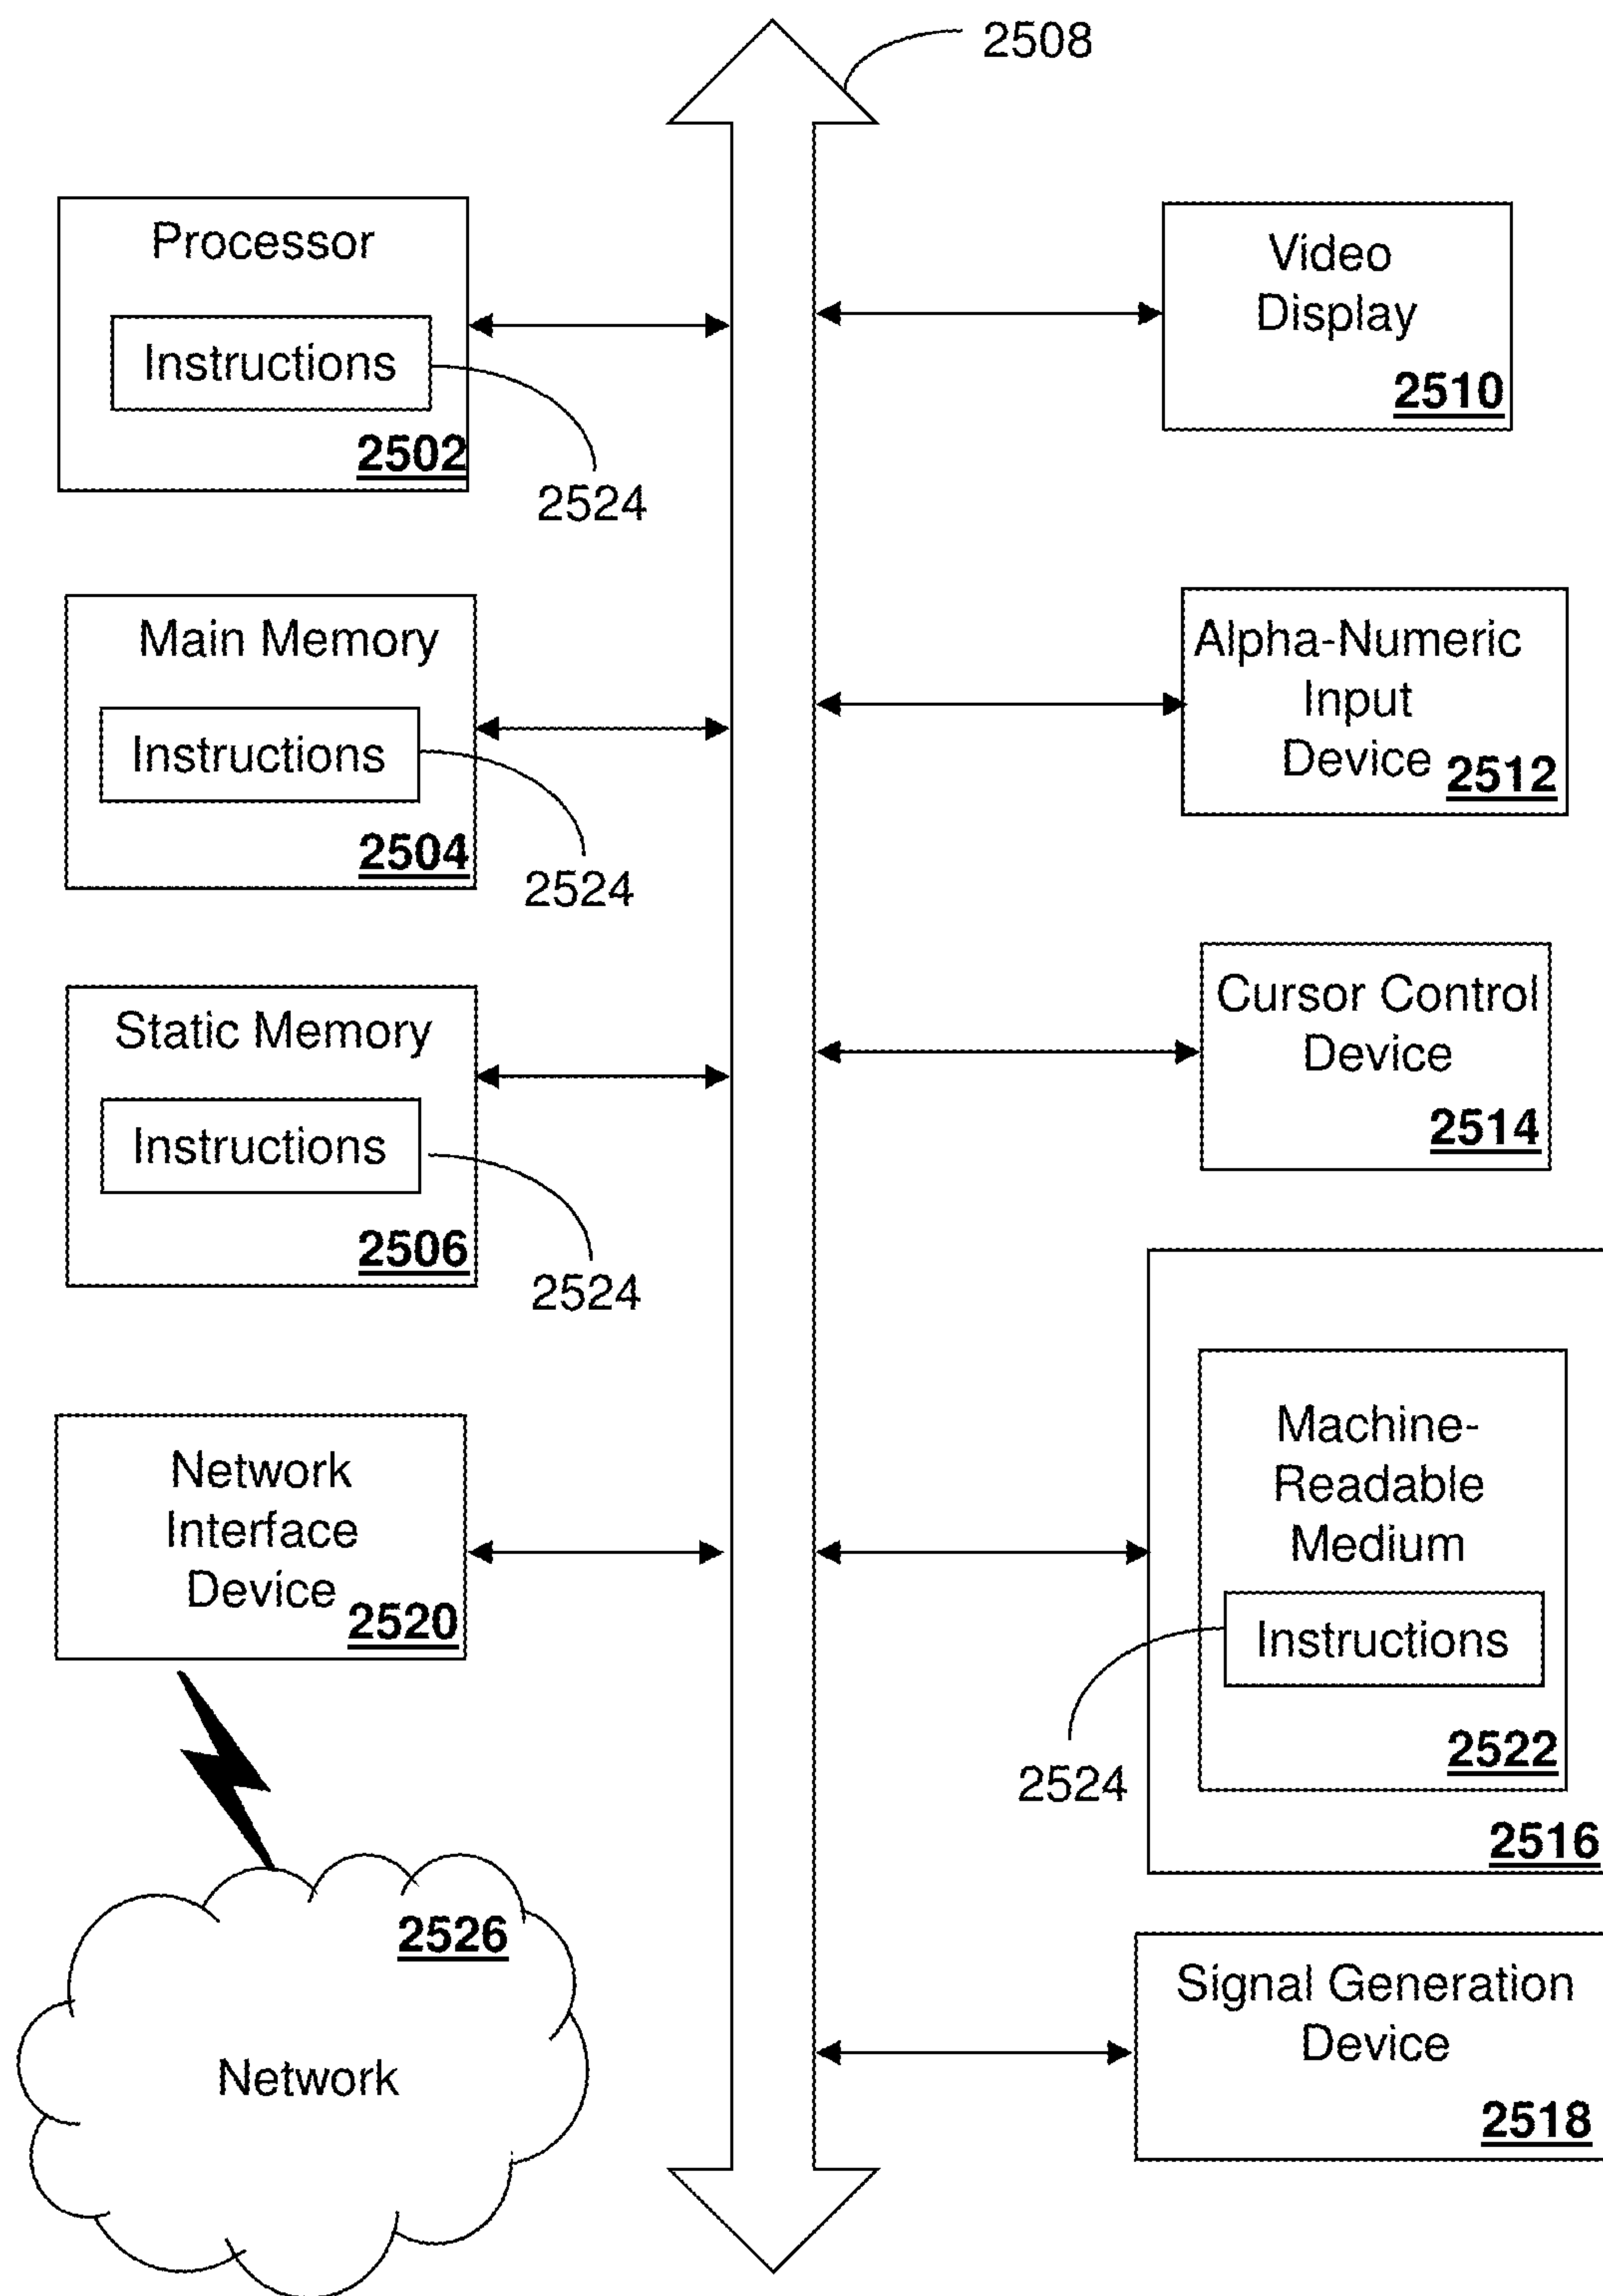 2508
Processor
Instructions
2502
2524
Main Memory
Instructions
2504
2524
Static Memory
Instructions
2506
2524
Network
Interface
Device
2520
2526
Network
Video
Display
2510
Alpha-Numeric
Input
Device
2512
Cursor Control
Device
2514
Machine-
Readable
Medium
Instructions
2522
2524
2516
Signal Generation
Device
2518